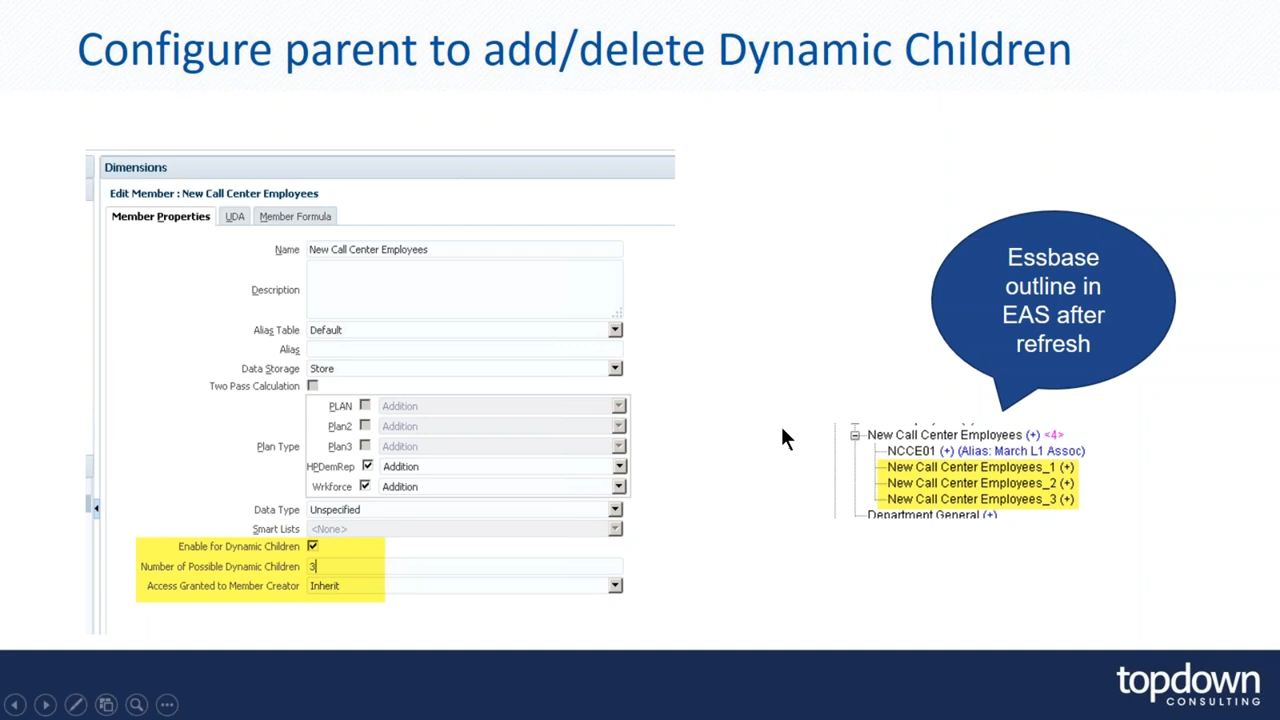 Configure parent to add/delete Dynamic Children
Dimensions
Edit Member : New Call Center Employees
Member Properties UDA Member Formula
Name New Call Center Employees
Description
Alias Table Default
Alias
Data Storage Store
Two Pass Calculation
Plan Type
PLAN Addition
Plan2 Addition
Plan3 Addition
HPDemRep Addition
Wrkforce Addition
Data Type Unspecified
Smart Lists <None>
Enable for Dynamic Children
Number of Possible Dynamic Children 3
Access Granted to Member Creator Inherit
Essbase
outline in
EAS after
refresh
New Call Center Employees (+) <4>
NCCE01 (+) (Alias: March L1 Assoc)
New Call Center Employees_1 (+)
New Call Center Employees_2 (+)
New Call Center Employees_3 (+)
Department General (+)
topdown
CONSULTING